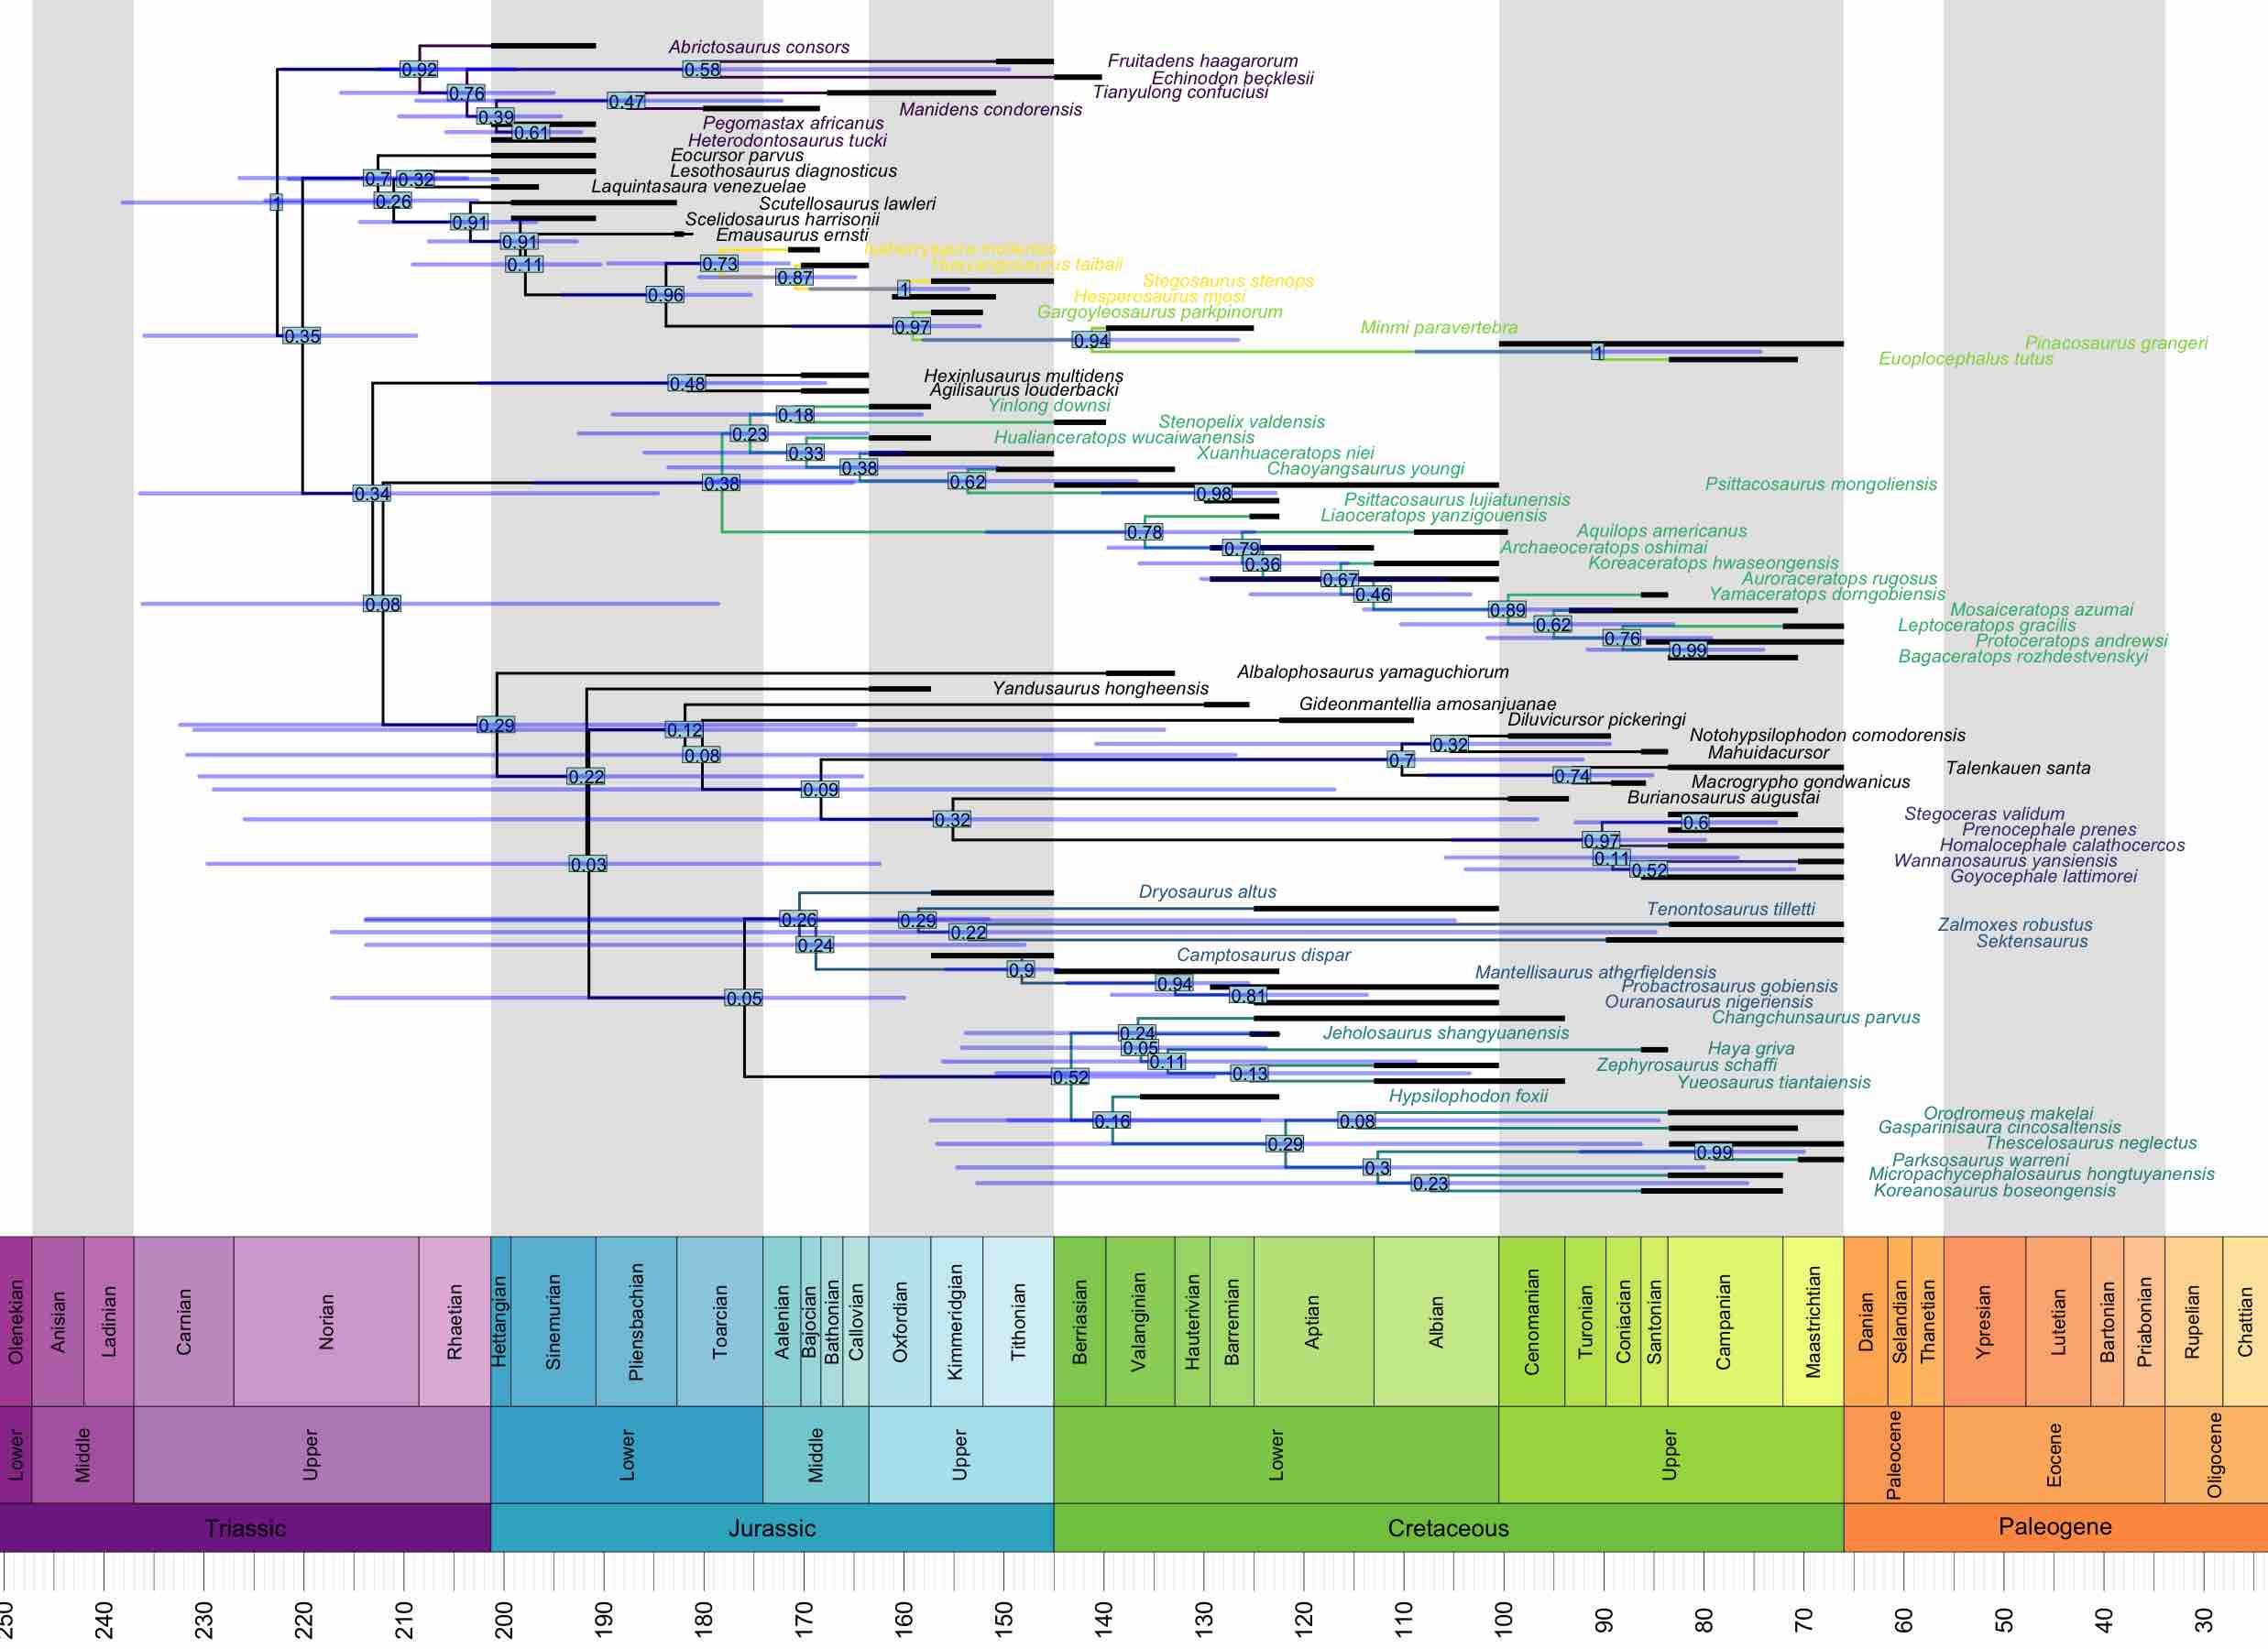 Abrictosaurus consors
Fruitadens haagarorum
0.92
0.58
Echinodon becklesii
0.76
Tianyulong confuciusi
0.47
Manidens condorensis
0.39
Pegomastax africanus
0.61
Heterodontosaurus tucki
Eocursor parvus
Lesothosaurus diagnosticus
0.7
0.32
Laquintasaura venezuelae
1
0.26
Scutellosaurus lawleri
0.91
Scelidosaurus harrisonii
0.91
Emausaurus ernsti
0.11
0.73
Isaberrysaura mollensis
Huayangosaurus taibaii
0.87
Stegosaurus stenops
1
0.96
Hesperosaurus mjosi
Gargoyleosaurus parkpinorum
0.97
Minmi paravertebra
0.35
0.94
Pinacosaurus grangeri
1
Euoplocephalus tutus
Hexinlusaurus multidens
0.48
Agilisaurus louderbacki
Yinlong downsi
0.18
Stenopelix valdensis
0.23
Hualianceratops wucaiwanensis
0.33
Xuanhuaceratops niei
0.38
Chaoyangsaurus youngi
0.38
0.62
Psittacosaurus mongoliensis
0.34
0.98
Psittacosaurus lujiatunensis
Liaoceratops yanzigouensis
0.78
Aquilops americanus
0.79
Archaeoceratops oshimai
0.36
Koreaceratops hwaseongensis
0.67
Auroraceratops rugosus
0.46
Yamaceratops dorngobiensis
0.08
0.89
Mosaiceratops azumai
0.62
Leptoceratops gracilis
0.76
Protoceratops andrewsi
0.99
Bagaceratops rozhdestvenskyi
Albalophosaurus yamaguchiorum
Yandusaurus hongheensis
Gideonmantellia amosanjuanae
0.29
Diluvicursor pickeringi
0.12
Notohypsilophodon comodorensis
0.32
0.08
Mahuidacursor
0.7
Talenkauen santa
0.22
0.74
Macrogrypho gondwanicus
0.09
Burianosaurus augustai
Stegoceras validum
0.32
0.6
Prenocephale prenes
0.97
Homalocephale calathocercos
0.11
0.03
Wannanosaurus yansiensis
0.52
Goyocephale lattimorei
Dryosaurus altus
Tenontosaurus tilletti
0.26
0.29
Zalmoxes robustus
0.22
Sektensaurus
0.24
Camptosaurus dispar
0.9
Mantellisaurus atherfieldensis
0.94
Probactrosaurus gobiensis
0.81
0.05
Ouranosaurus nigeriensis
Changchunsaurus parvus
0.24
Jeholosaurus shangyuanensis
0.05
Haya griva
0.11
Zephyrosaurus schaffi
0.52
0.13
Yueosaurus tiantaiensis
Hypsilophodon foxii
Orodromeus makelai
0.16
0.08
Gasparinisaura cincosaltensis
0.29
Thescelosaurus neglectus
0.99
Parksosaurus warreni
0.3
Micropachycephalosaurus hongtuyanensis
0.23
Koreanosaurus boseongensis
Olenekian Anisian Ladinian Carnian Norian Rhaetian Hettangian Sinemurian Pliensbachian Toarcian Aalenian Bajocian Bathonian Callovian Oxfordian Kimmeridgian Tithonian Berriasian Valanginian Hauterivian Barremian Aptian Albian Cenomanian Turonian Coniacian Santonian Campanian Maastrichtian Danian Selandian Thanetian Ypresian Lutetian Bartonian Priabonian Rupelian Chattian
Lower Middle Upper Lower Middle Upper Lower Upper Paleocene Eocene Oligocene
Triassic Jurassic Cretaceous Paleogene
250 240 230 220 210 200 190 180 170 160 150 140 130 120 110 100 90 80 70 60 50 40 30